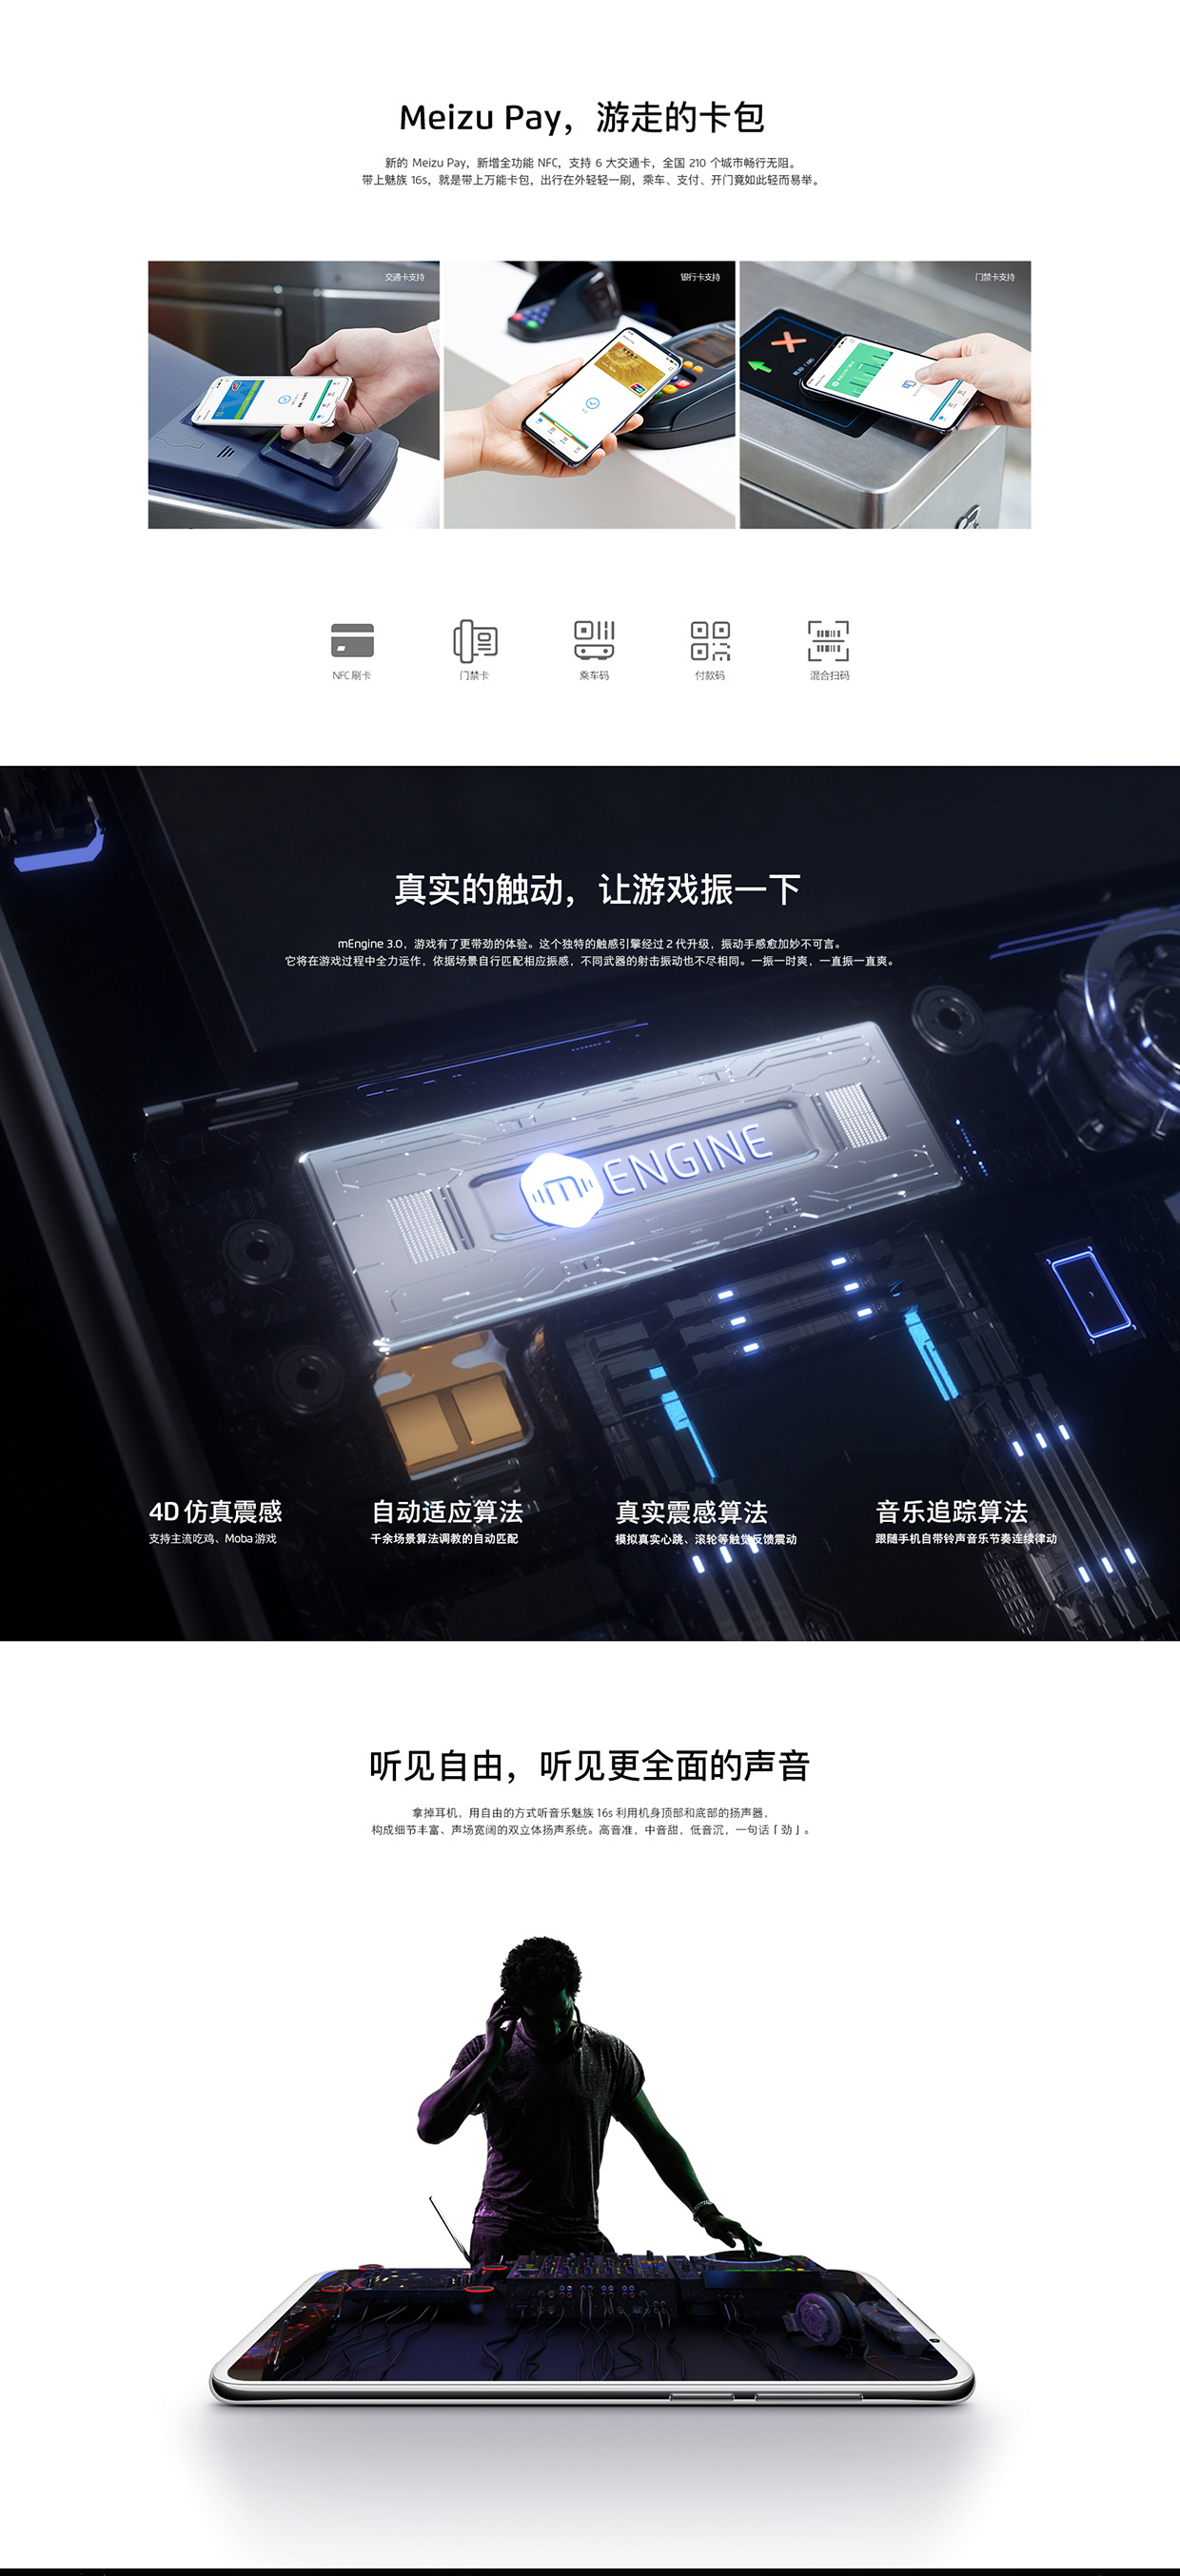 Meizu Pay，游走的卡包
新的 Meizu Pay，新增全功能 NFC，支持 6 大交通卡，全国 210 个城市畅行无阻。
带上魅族 16s，就是带上万能卡包，出行在外轻轻一刷，乘车、支付、开门竟如此轻而易举。
交通卡支持
银行卡支持
门禁卡支持
NFC 刷卡
门禁卡
乘车码
付款码
混合扫码
真实的触动，让游戏振一下
mEngine 3.0，游戏有了更带劲的体验。这个独特的触感引擎经过 2 代升级，振动手感愈加妙不可言。
它将在游戏过程中全力运作，依据场景自行匹配相应振感，不同武器的射击振动也不尽相同。一振一时爽，一直振一直爽。
m ENGINE
4D 仿真震感
支持主流吃鸡、Moba 游戏
自动适应算法
千余场景算法调教的自动匹配
真实震感算法
模拟真实心跳、滚轮等触觉反馈震动
音乐追踪算法
跟随手机自带铃声音乐节奏连续律动
听见自由，听见更全面的声音
拿掉耳机，用自由的方式听音乐魅族 16s 利用机身顶部和底部的扬声器，
构成细节丰富、声场宽阔的双立体扬声系统。高音准，中音甜，低音沉，一句话「劲」。